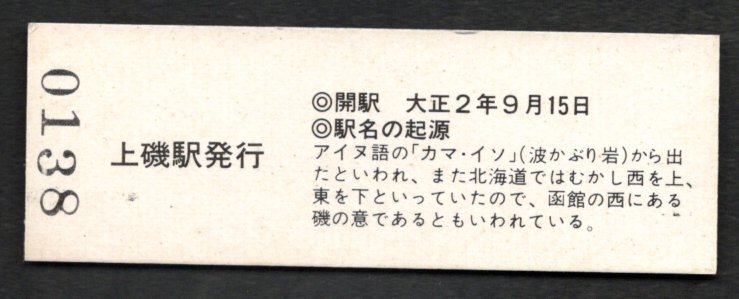 0138
上磯駅発行
◎開駅 大正2年9月15日
◎駅名の起源
アイヌ語の「カマ・イソ」(波かぶり岩)から出
たといわれ、また北海道ではむかし西を上、
東を下といっていたので、函館の西にある
磯の意であるともいわれている。